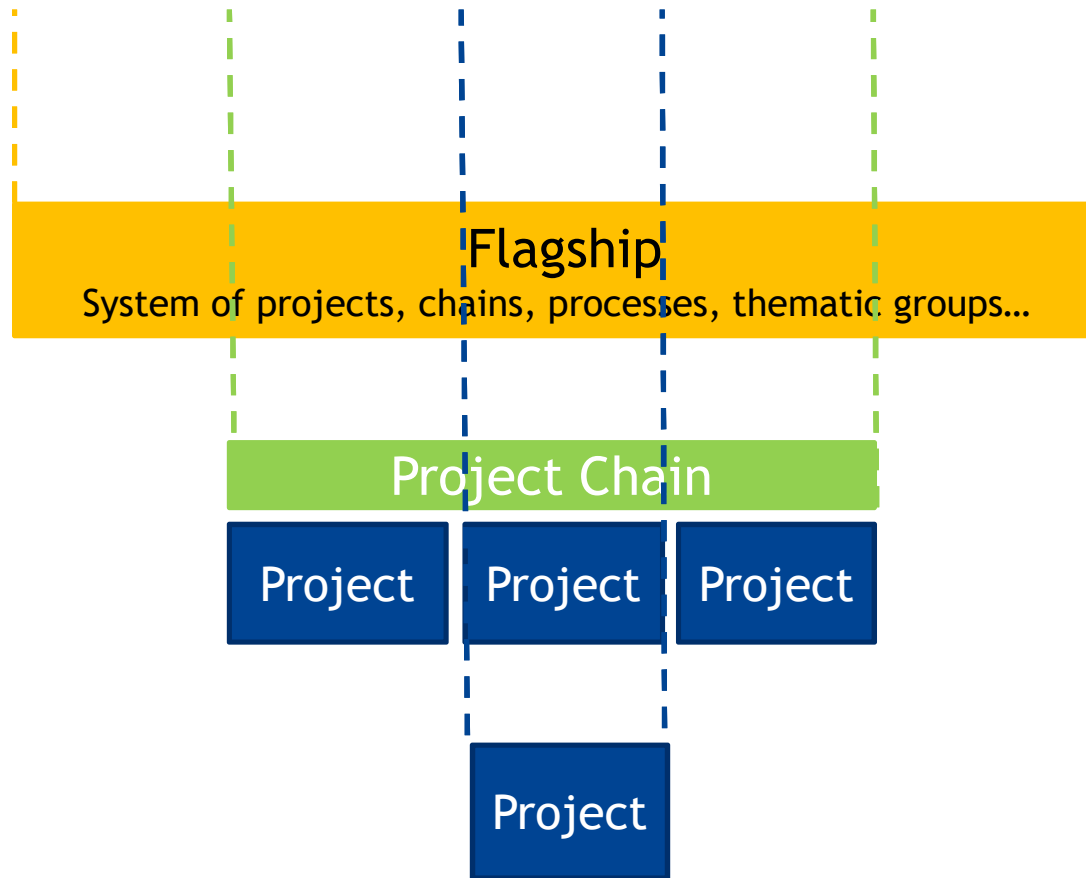 Flagship
System of projects, chains, processes, thematic groups…
Project Chain
Project Project Project
Project